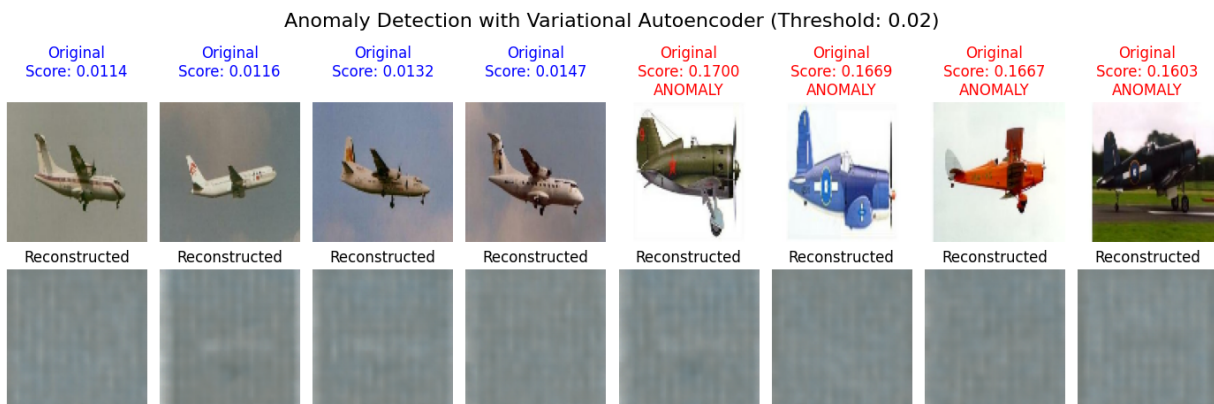 Anomaly Detection with Variational Autoencoder (Threshold: 0.02)
Original
Score: 0.0114
Original
Score: 0.0116
Original
Score: 0.0132
Original
Score: 0.0147
Original
Score: 0.1700
ANOMALY
Original
Score: 0.1669
ANOMALY
Original
Score: 0.1667
ANOMALY
Original
Score: 0.1603
ANOMALY
Reconstructed
Reconstructed
Reconstructed
Reconstructed
Reconstructed
Reconstructed
Reconstructed
Reconstructed